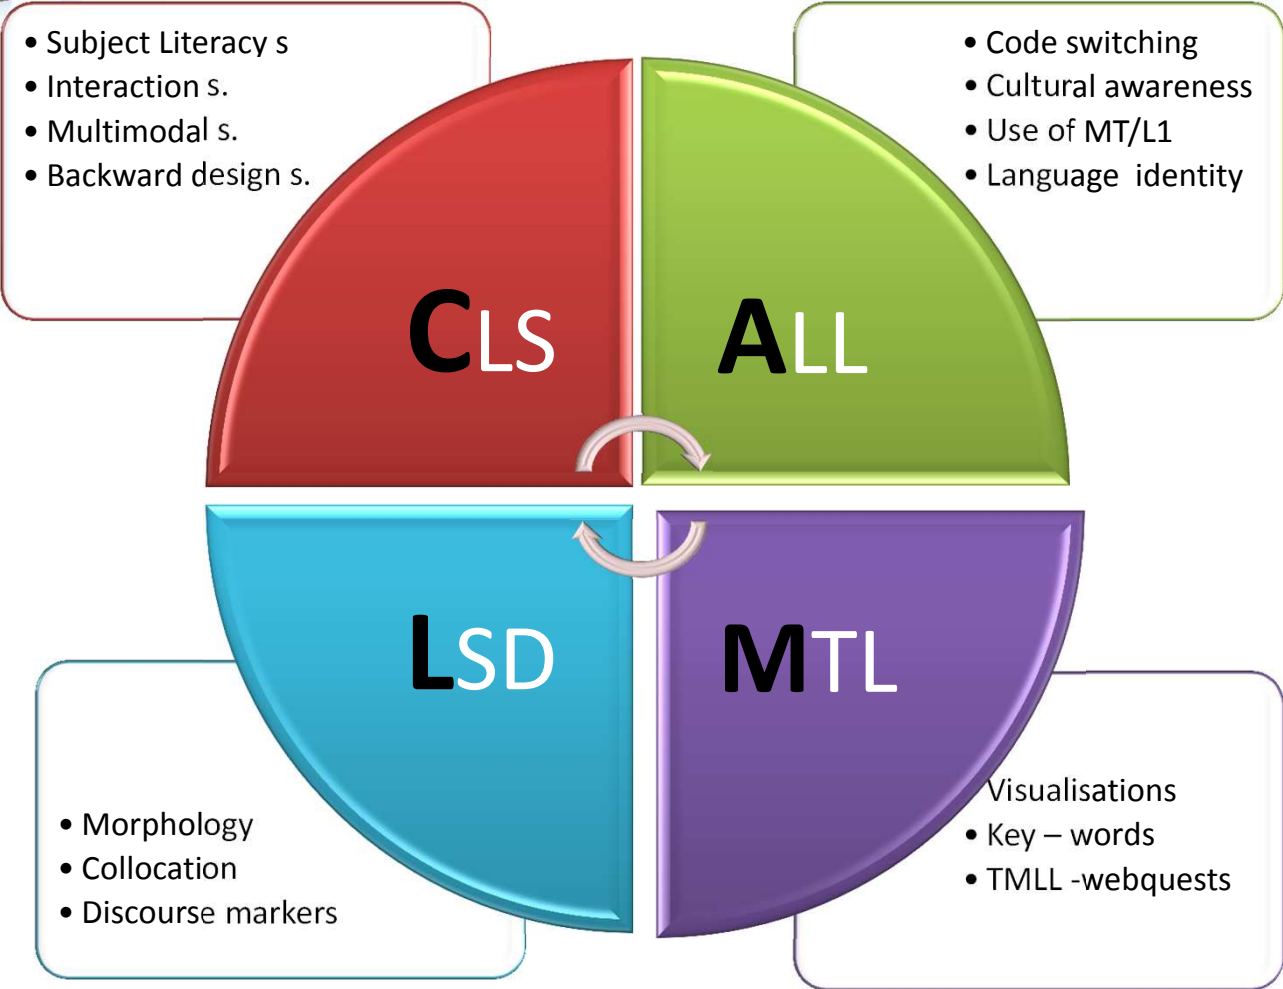 • Subject Literacy s
• Interaction s.
• Multimodal s.
• Backward design s.
• Code switching
• Cultural awareness
• Use of MT/L1
• Language identity
CLS
ALL
LSD
MTL
• Morphology
• Collocation
• Discourse markers
Visualisations
• Key – words
• TMLL -webquests